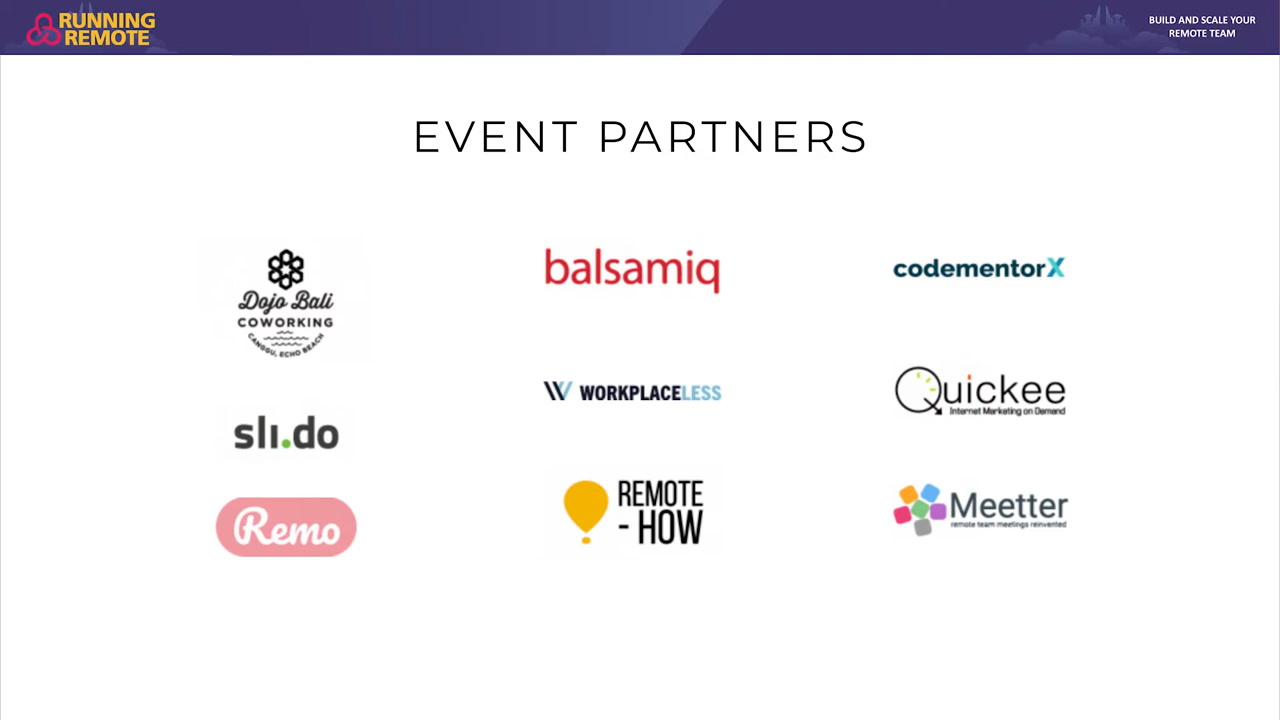 RUNNING
REMOTE
BUILD AND SCALE YOUR
REMOTE TEAM
EVENT PARTNERS
Dojo Bali
COWORKING
CANGGU, ECHO BEACH
balsamiq
codementorX
WORKPLACELESS
Quickee
Internet Marketing on Demand
sli.do
Remo
REMOTE
- HOW
Meetter
remote team meetings reinvented